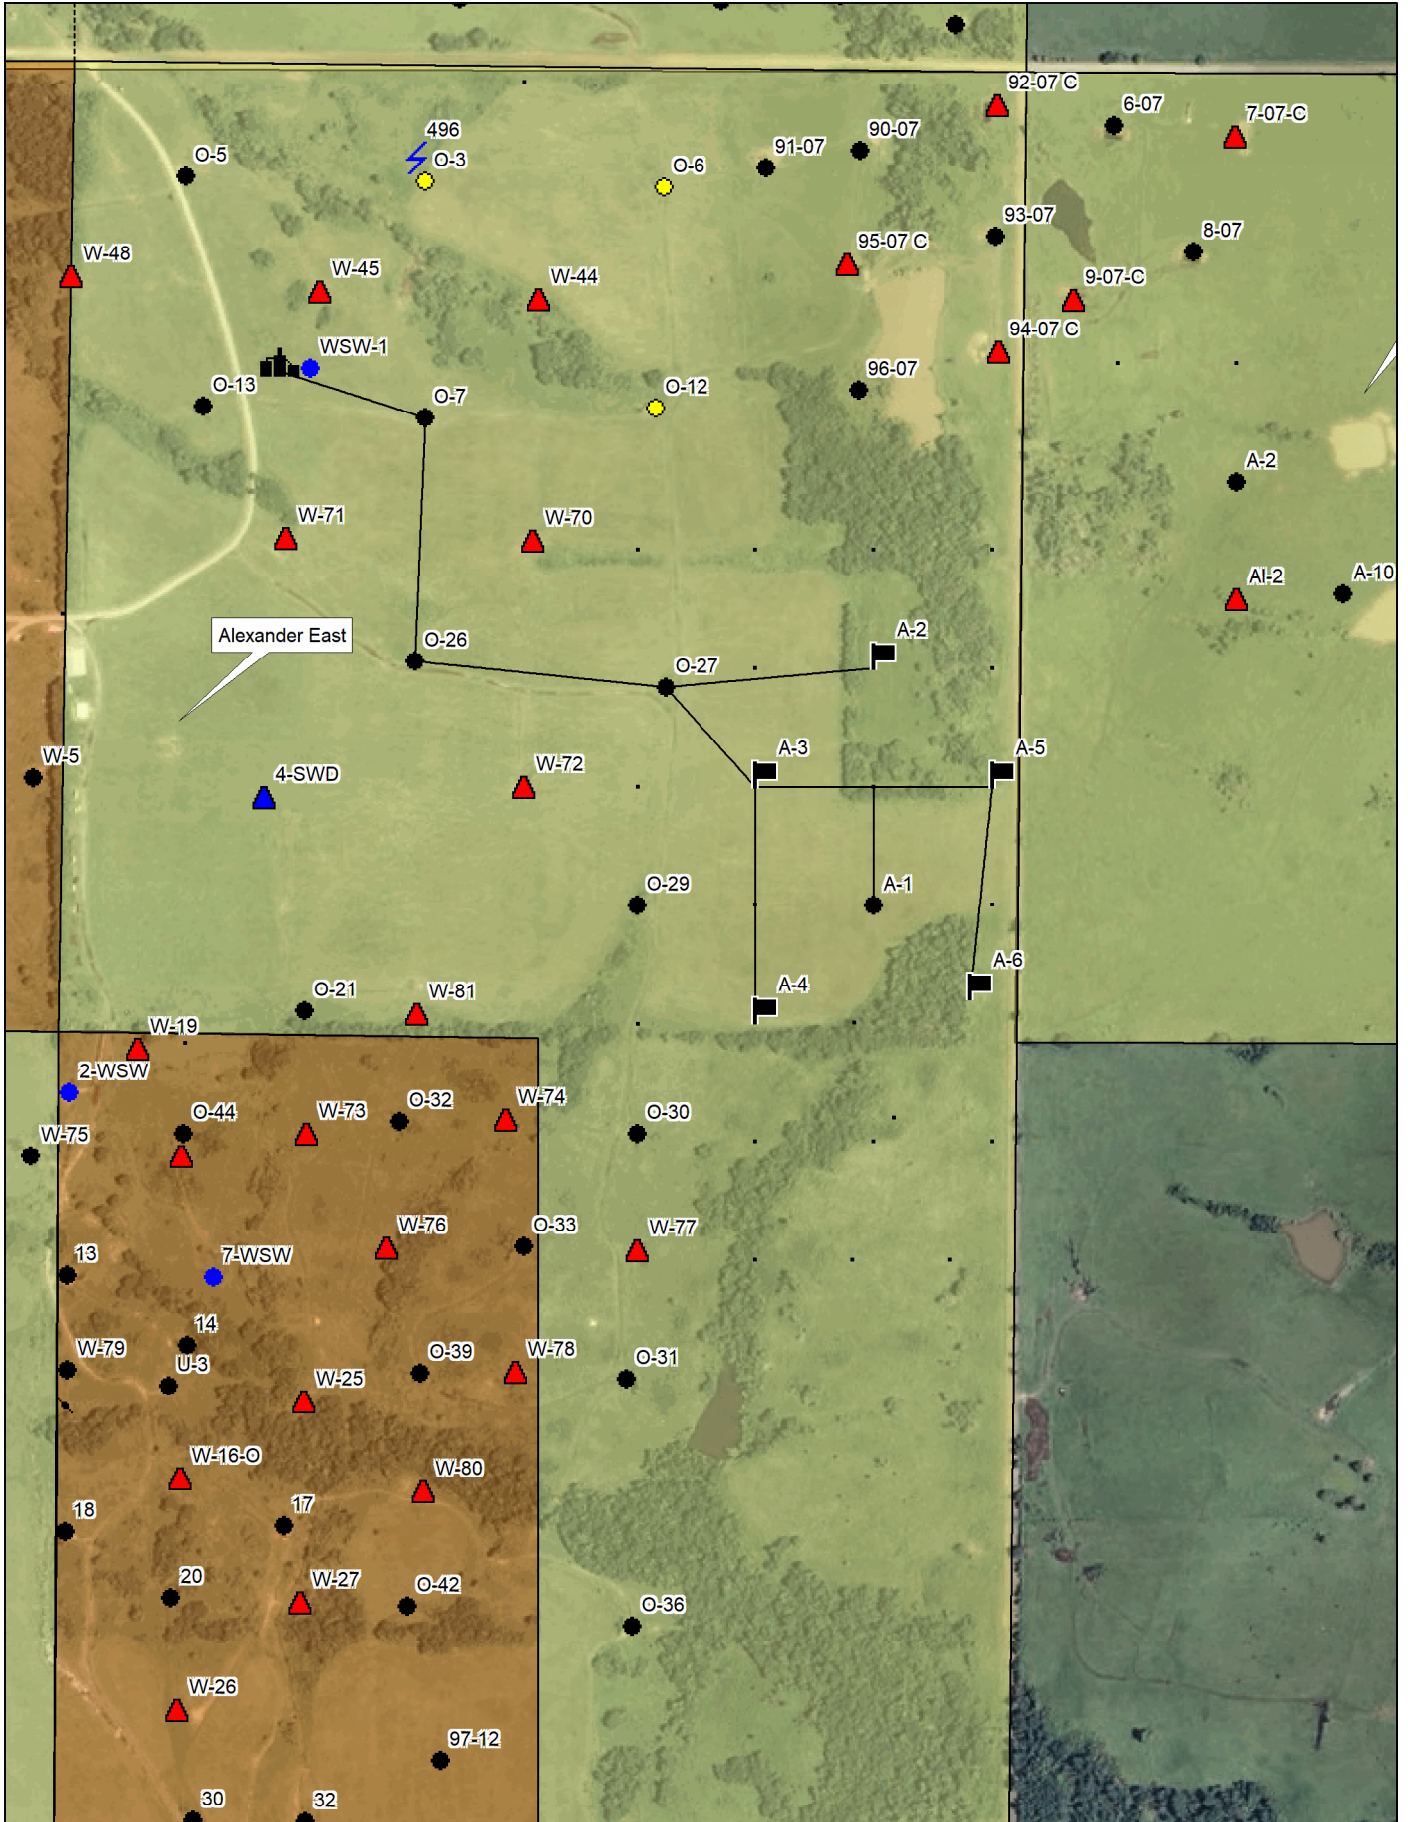 92-07 C
6-07
7-07-C
496
O-3
O-5
O-6
91-07
90-07
93-07
8-07
W-48
W-45
W-44
95-07 C
9-07-C
94-07 C
WSW-1
O-13
O-7
O-12
96-07
A-2
W-71
W-70
AI-2
A-10
Alexander East
O-26
O-27
A-2
W-5
4-SWD
W-72
A-3
A-5
O-29
A-1
A-6
O-21
W-81
A-4
W-19
2-WSW
O-44
W-73
O-32
W-74
O-30
W-75
W-76
O-33
W-77
13
7-WSW
14
W-79
U-3
O-39
W-78
O-31
W-25
W-16-O
W-80
18
17
20
W-27
O-42
O-36
W-26
97-12
30
32